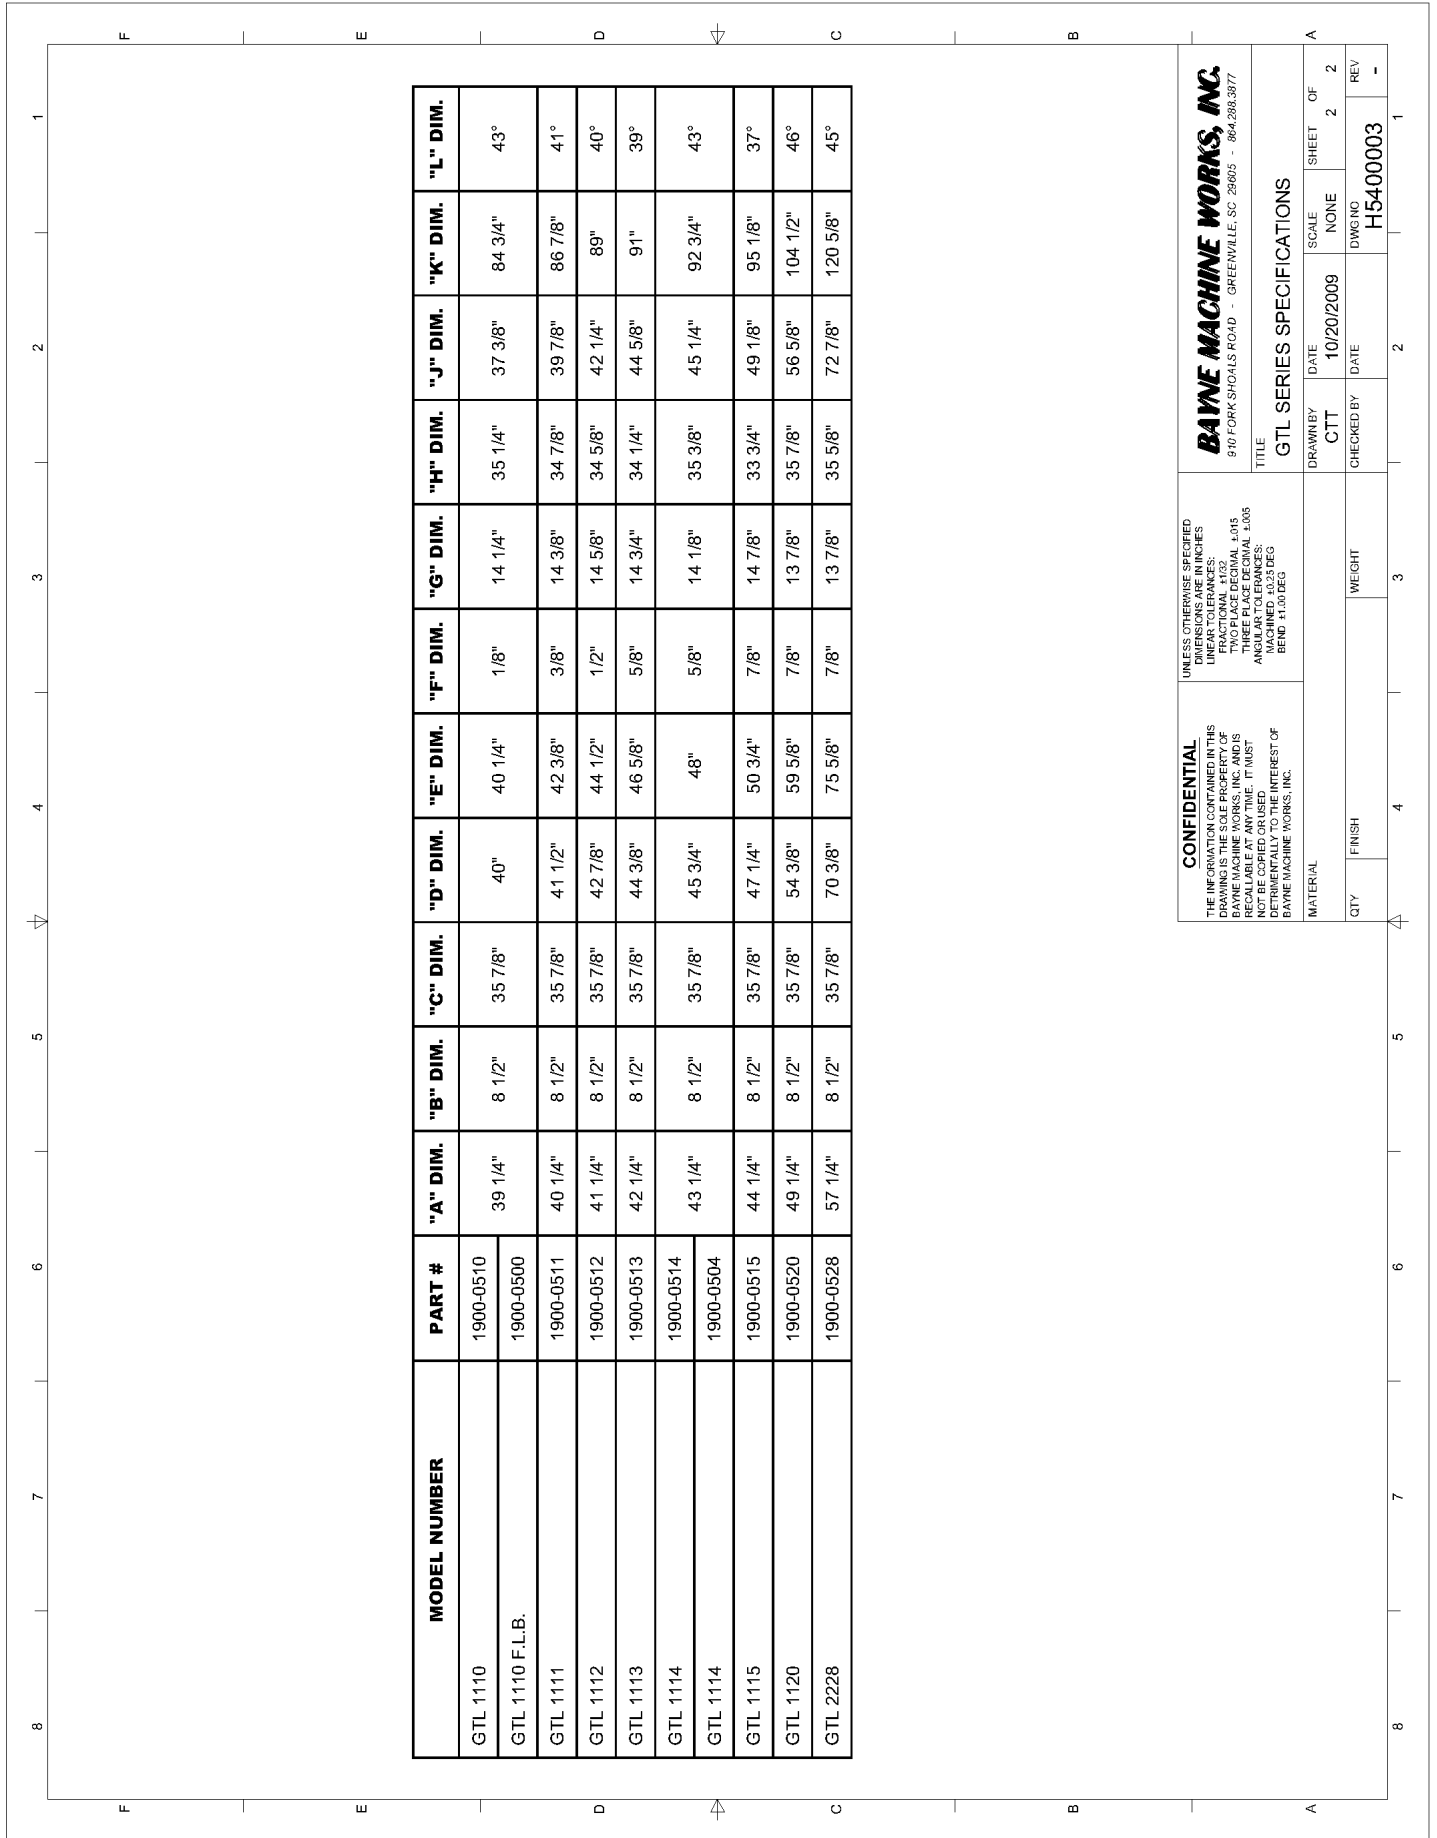 8 7 6 5 4 3 2 1
F
E
D
C
B
A
F
E
D
C
B
A
MODEL NUMBER PART # "A" DIM. "B" DIM. "C" DIM. "D" DIM. "E" DIM. "F" DIM. "G" DIM. "H" DIM. "J" DIM. "K" DIM. "L" DIM.
GTL 1110 1900-0510 39 1/4" 8 1/2" 35 7/8" 40" 40 1/4" 1/8" 14 1/4" 35 1/4" 37 3/8" 84 3/4" 43°
GTL 1110 F.L.B. 1900-0500
GTL 1111 1900-0511 40 1/4" 8 1/2" 35 7/8" 41 1/2" 42 3/8" 3/8" 14 3/8" 34 7/8" 39 7/8" 86 7/8" 41°
GTL 1112 1900-0512 41 1/4" 8 1/2" 35 7/8" 42 7/8" 44 1/2" 1/2" 14 5/8" 34 5/8" 42 1/4" 89" 40°
GTL 1113 1900-0513 42 1/4" 8 1/2" 35 7/8" 44 3/8" 46 5/8" 5/8" 14 3/4" 34 1/4" 44 5/8" 91" 39°
GTL 1114 1900-0514 43 1/4" 8 1/2" 35 7/8" 45 3/4" 48" 5/8" 14 1/8" 35 3/8" 45 1/4" 92 3/4" 43°
GTL 1114 1900-0504
GTL 1115 1900-0515 44 1/4" 8 1/2" 35 7/8" 47 1/4" 50 3/4" 7/8" 14 7/8" 33 3/4" 49 1/8" 95 1/8" 37°
GTL 1120 1900-0520 49 1/4" 8 1/2" 35 7/8" 54 3/8" 59 5/8" 7/8" 13 7/8" 35 7/8" 56 5/8" 104 1/2" 46°
GTL 2228 1900-0528 57 1/4" 8 1/2" 35 7/8" 70 3/8" 75 5/8" 7/8" 13 7/8" 35 5/8" 72 7/8" 120 5/8" 45°
CONFIDENTIAL
THE INFORMATION CONTAINED IN THIS
DRAWING IS THE SOLE PROPERTY OF
BAYNE MACHINE WORKS, INC. AND IS
RECALLABLE AT ANY TIME. IT MUST
NOT BE COPIED OR USED
DETRIMENTALLY TO THE INTEREST OF
BAYNE MACHINE WORKS, INC.
UNLESS OTHERWISE SPECIFIED
DIMENSIONS ARE IN INCHES
LINEAR TOLERANCES:
FRACTIONAL ±1/32
TWO PLACE DECIMAL ±.015
THREE PLACE DECIMAL ±.005
ANGULAR TOLERANCES:
MACHINED ±0.25 DEG
BEND ±1.00 DEG
BAYNE MACHINE WORKS, INC.
910 FORK SHOALS ROAD - GREENVILLE, SC 29605 - 864.288.3877
TITLE
GTL SERIES SPECIFICATIONS
MATERIAL
DRAWN BY
CTT
DATE
10/20/2009
SCALE
NONE
SHEET OF
2 2
QTY
FINISH
WEIGHT
CHECKED BY
DATE
DWG NO
H5400003
REV
-
8 7 6 5 4 3 2 1